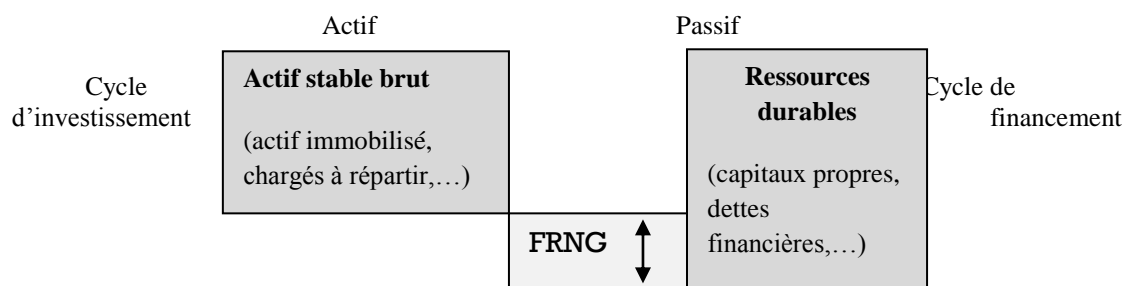 Actif
Passif
Cycle
d'investissement
Actif stable brut
(actif immobilisé,
chargés à répartir,…)
FRNG
Ressources
durables
(capitaux propres,
dettes
financières,…)
Cycle de
financement